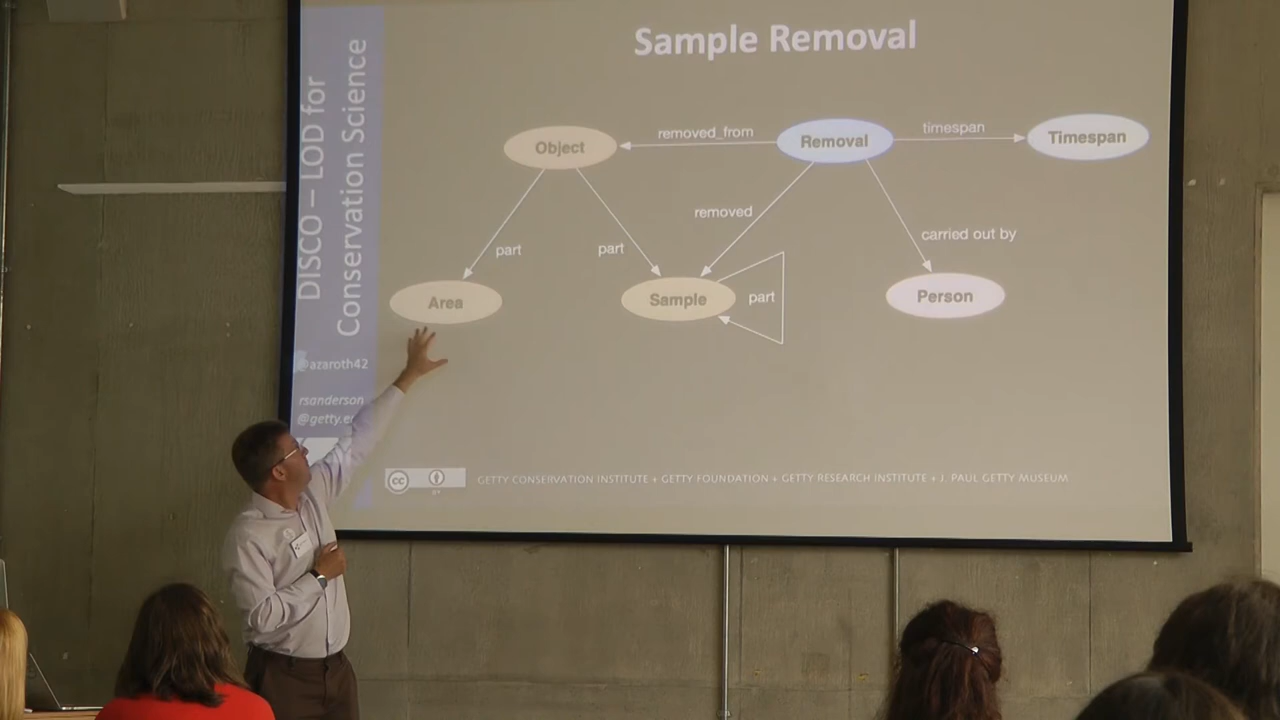 Sample Removal
DISCO – LOD for
Conservation Science
@azaroth42
rsanderson
Object
removed_from
Removal
timespan
Timespan
part
part
removed
carried out by
Area
Sample
part
Person
cc
GETTY CONSERVATION INSTITUTE + GETTY FOUNDATION + GETTY RESEARCH INSTITUTE + J. PAUL GETTY MUSEUM